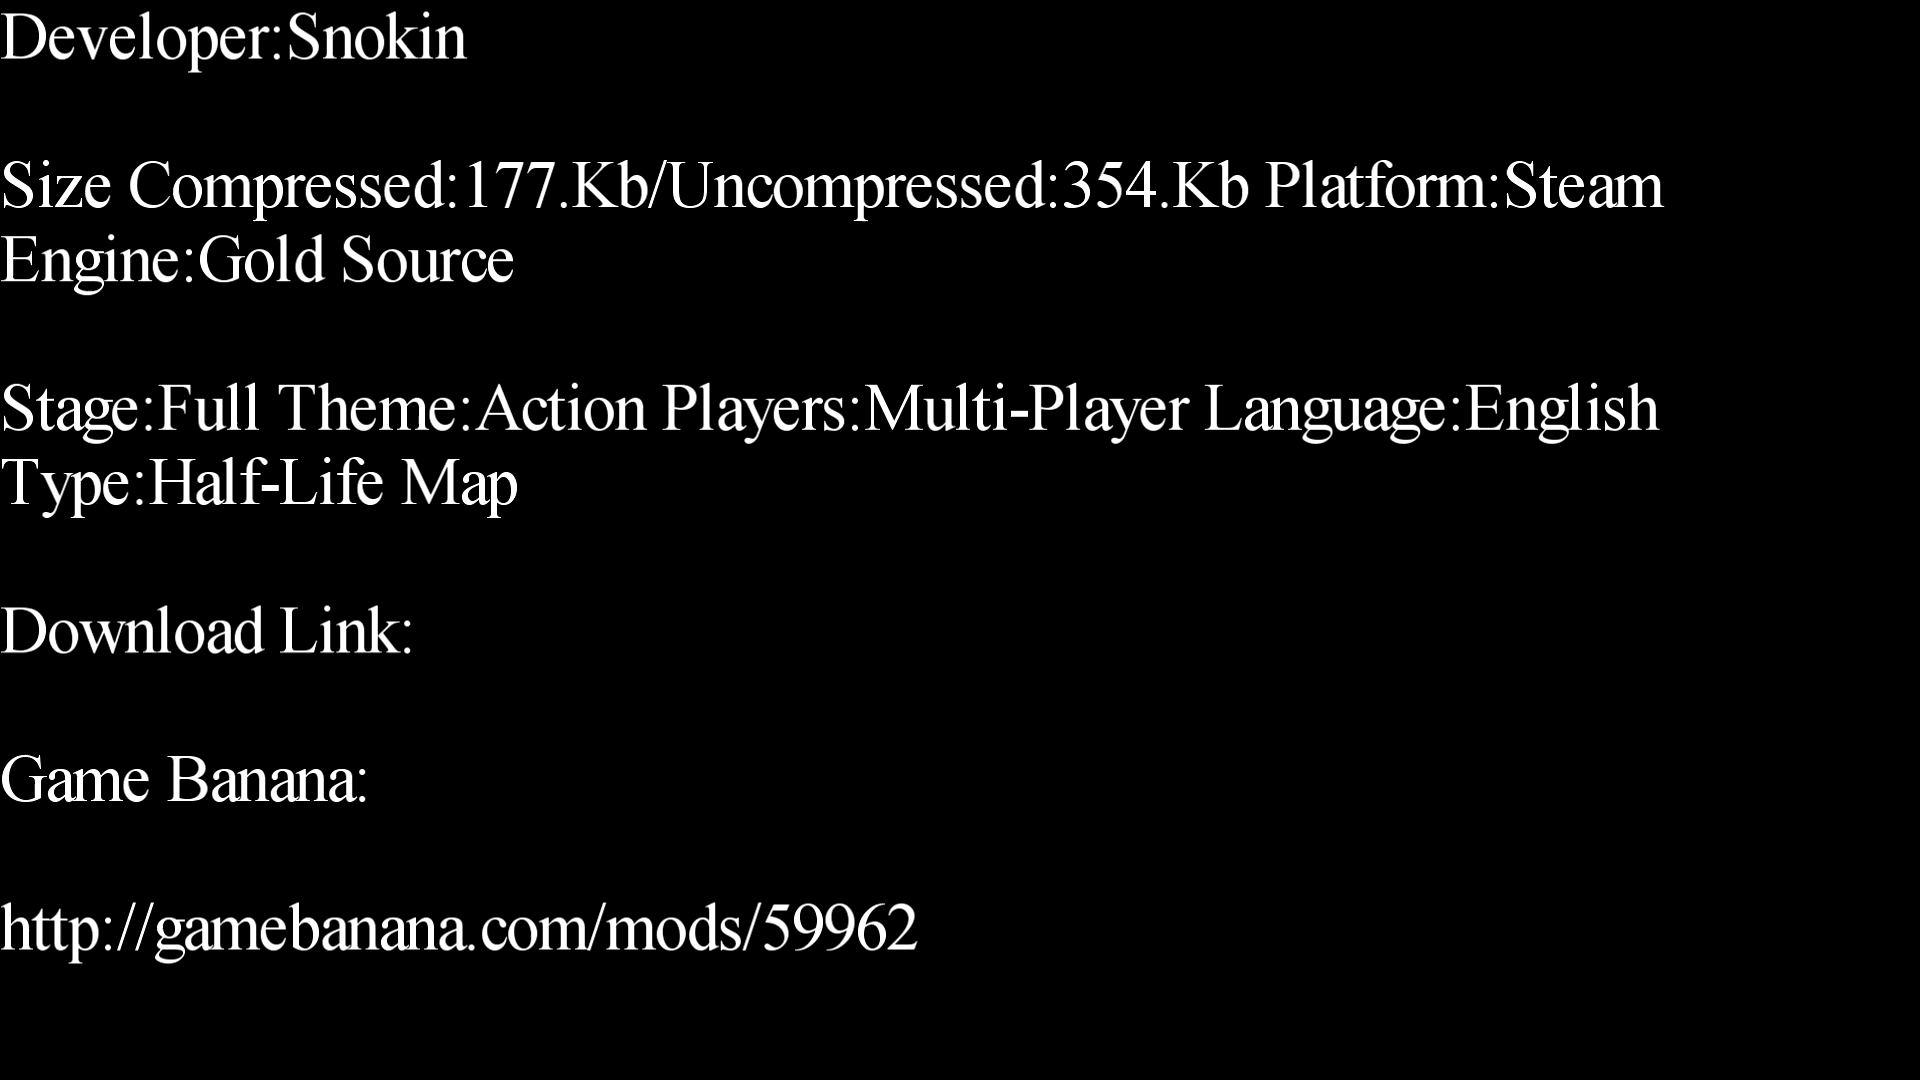 Developer:Snokin
Size Compressed:177.Kb/Uncompressed:354.Kb Platform:Steam
Engine:Gold Source
Stage:Full Theme:Action Players:Multi-Player Language:English
Type:Half-Life Map
Download Link:
Game Banana:
http://gamebanana.com/mods/59962